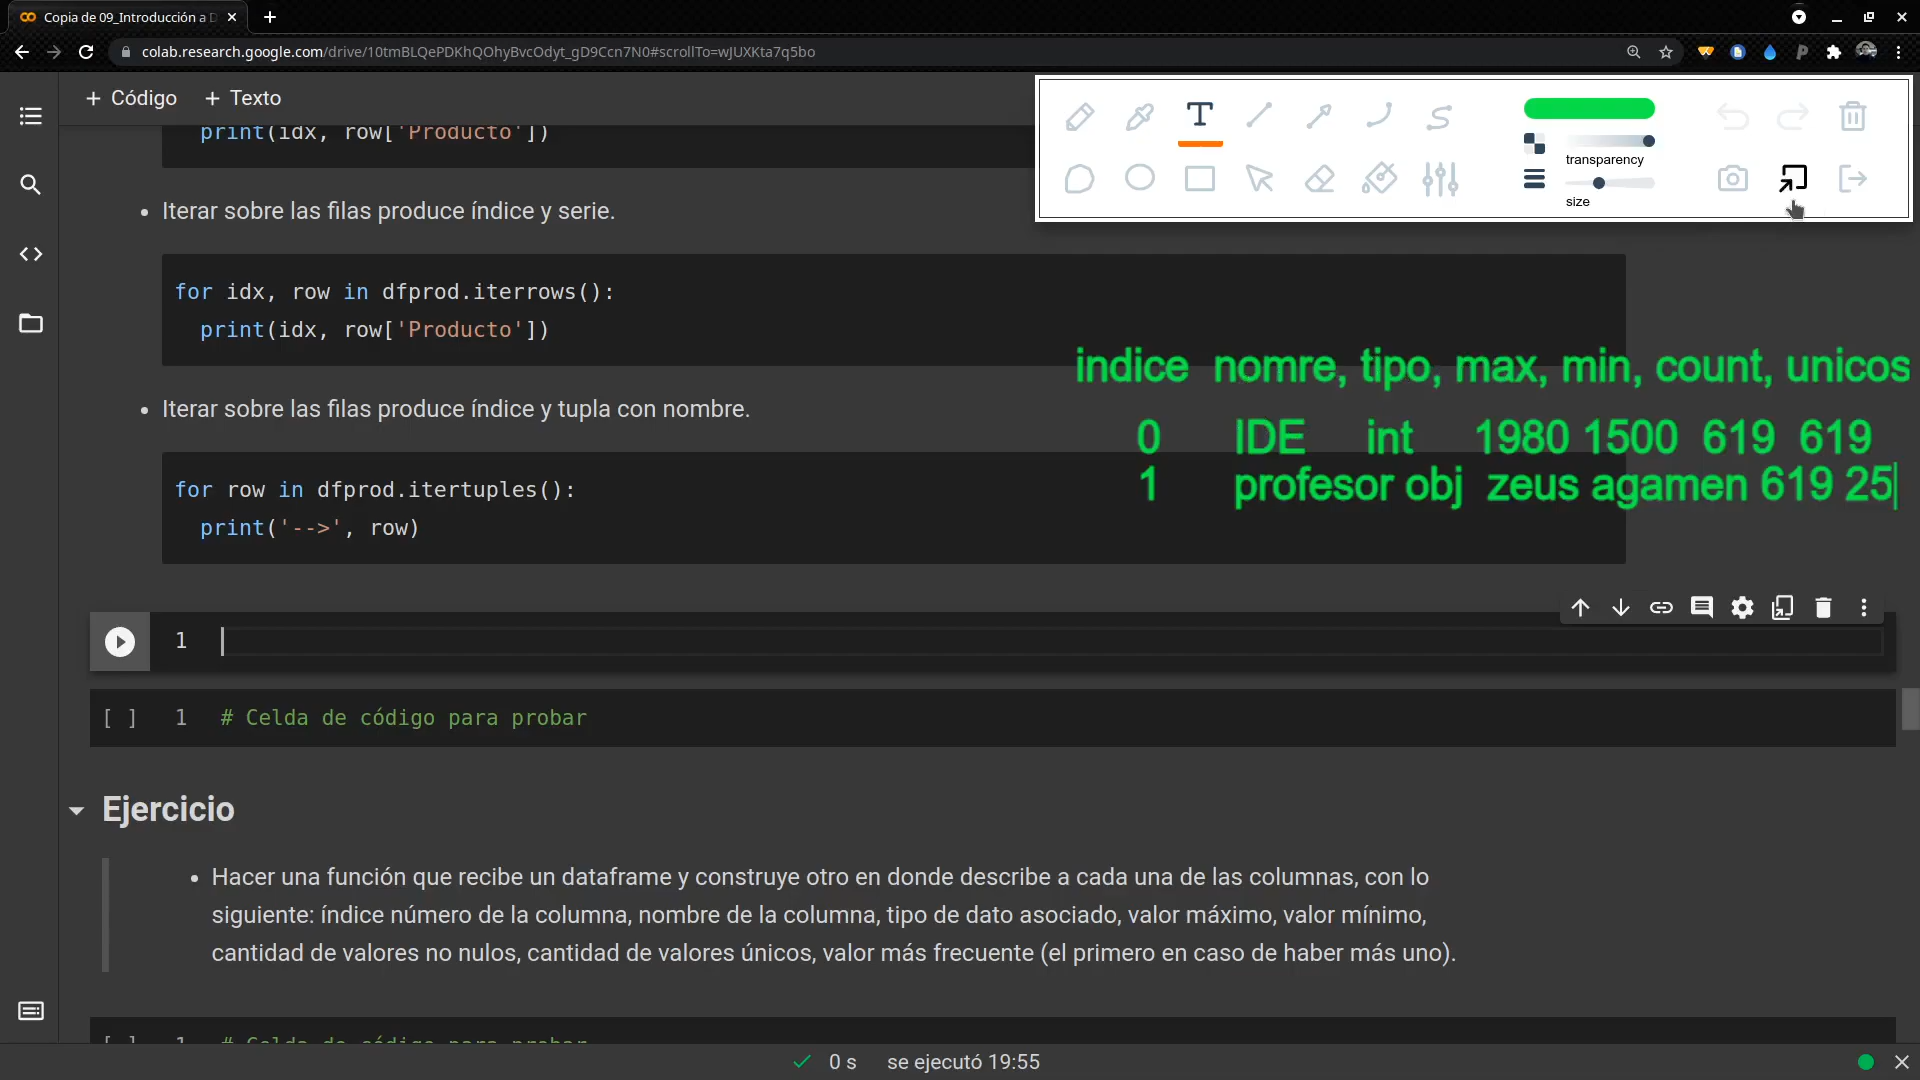 Copia de 09_Introducción a D
colab.research.google.com/drive/10tmBLQePDKhQOhyBvcOdyt_gD9Ccn7N0#scrollTo=wJUXKta7q5bo
+ Código + Texto
print(idx, row['Producto'])
transparency
size
• Iterar sobre las filas produce índice y serie.
for idx, row in dfprod.iterrows():
print(idx, row['Producto'])
indice nomre, tipo, max, min, count, unicos
• Iterar sobre las filas produce índice y tupla con nombre.
0 IDE int 1980 1500 619 619
1 profesor obj zeus agamen 619 25
for row in dfprod.itertuples():
print('-->', row)
1
[ ] 1 # Celda de código para probar
Ejercicio
• Hacer una función que recibe un dataframe y construye otro en donde describe a cada una de las columnas, con lo
siguiente: índice número de la columna, nombre de la columna, tipo de dato asociado, valor máximo, valor mínimo,
cantidad de valores no nulos, cantidad de valores únicos, valor más frecuente (el primero en caso de haber más uno).
[ ] 1 # Celda de código para probar
0 s se ejecutó 19:55